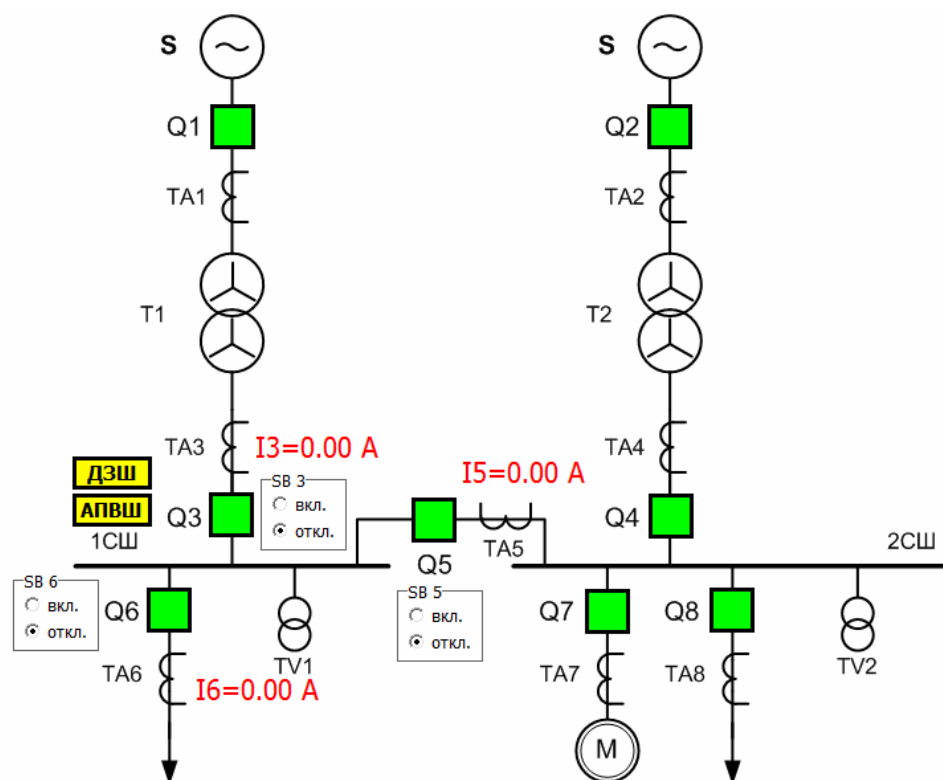 S
S
Q1
Q2
TA1
TA2
T1
T2
TA3
I3=0.00 A
TA4
ДЗШ
АПВШ
I5=0.00 A
SB 3
вкл.
откл.
Q3
Q4
1СШ
TA5
2СШ
Q5
SB 6
вкл.
откл.
Q6
SB 5
вкл.
откл.
Q7
Q8
TV1
TV2
TA6
I6=0.00 A
TA7
TA8
M